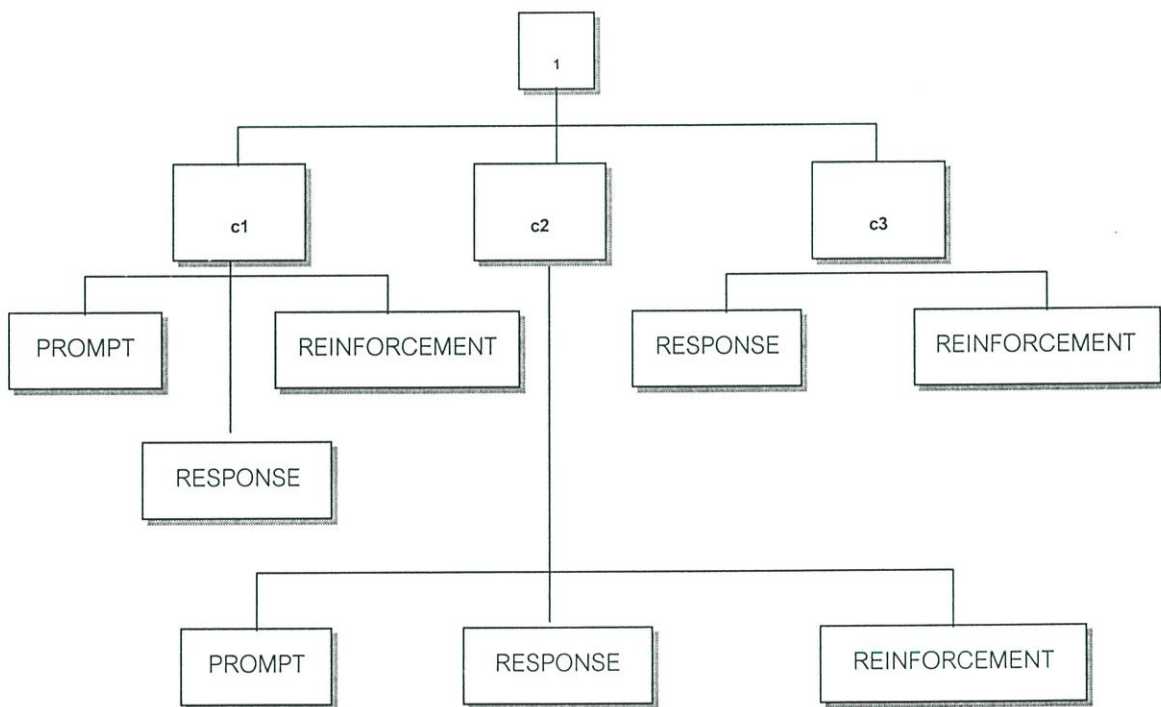 1
c1
c2
c3
PROMPT
REINFORCEMENT
RESPONSE
REINFORCEMENT
RESPONSE
PROMPT
RESPONSE
REINFORCEMENT